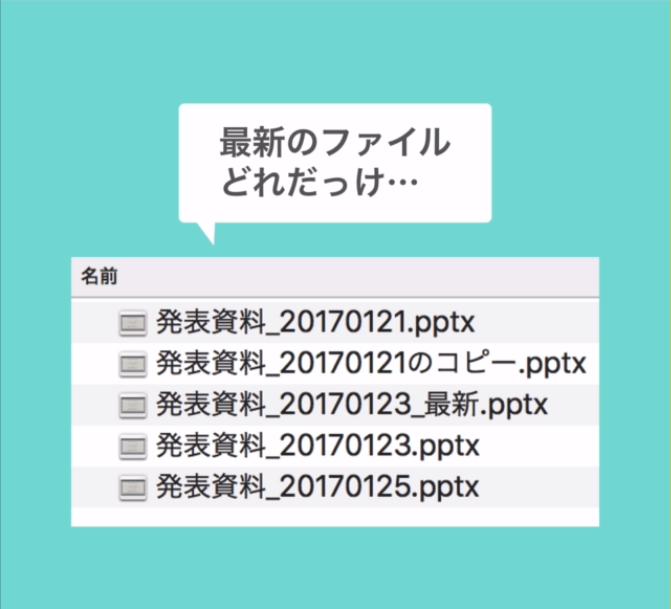 最新のファイル
どれだっけ…
名前
発表資料_20170121.pptx
発表資料_20170121のコピー.pptx
発表資料_20170123_最新.pptx
発表資料_20170123.pptx
発表資料_20170125.pptx